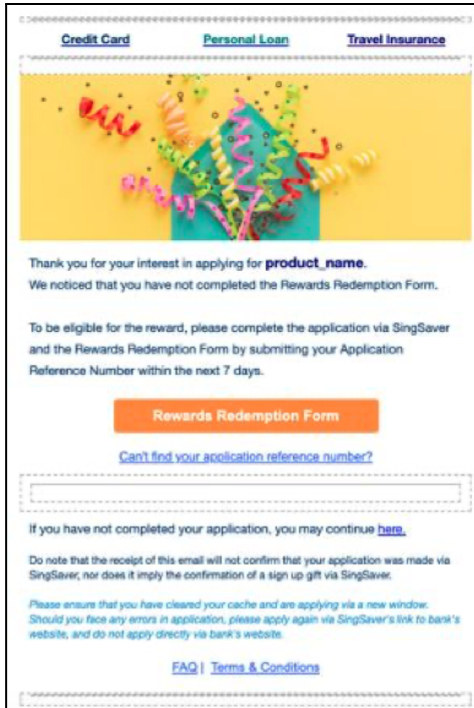 Credit Card Personal Loan Travel Insurance
Thank you for your interest in applying for product_name.
We noticed that you have not completed the Rewards Redemption Form.
To be eligible for the reward, please complete the application via SingSaver
and the Rewards Redemption Form by submitting your Application
Reference Number within the next 7 days.
Rewards Redemption Form
Can't find your application reference number?
If you have not completed your application, you may continue here.
Do note that the receipt of this email will not confirm that your application was made via
SingSaver, nor does it imply the confirmation of a sign up gift via SingSaver.
Please ensure that you have cleared your cache and are applying via a new window.
Should you face any errors in application, please apply again via SingSaver's link to bank's
website, and do not apply directly via bank's website.
FAQ | Terms & Conditions